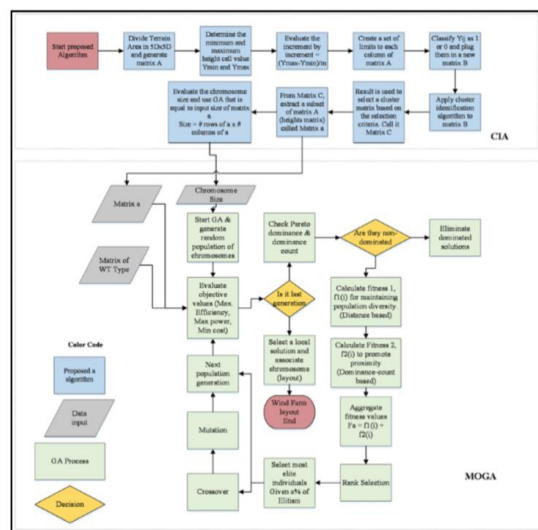 Start proposed
Algorithm
Divide Terrain
Area in 5Dx5D and
generate
matrix A
Determine the
minimum and
maximum
height cell value
Ymin and Ymax
Evaluate the
increment by
increment =
(Ymax-Ymin)/m
Create a set of
limits to each
column of
matrix A
Classify Yij as 1
or 0 and plug
them in a new
matrix B
Evaluate the chromosome
size and use GA that is
equal to input size of matrix
a
Size = # rows of a x #
columns of a
From Matrix C,
extract a subset
of matrix A
(heights matrix)
called Matrix a
Result is used to
select a cluster
matrix based on
the selection
criteria. Call it
Matrix C
Apply cluster
identification
algorithm to
matrix B
CIA
Matrix a
Chromosome
Size
Matrix of
WT Type
Start GA &
generate
random
population of
chromosomes
Check Pareto
dominance &
dominance
count
Are they non-
dominated
Eliminate
dominated
solutions
Evaluate
objective
values (Max.
Efficiency,
Max power,
Min cost)
Is it last
generation
Calculate fitness 1,
f1(i) for maintaining
population diversity.
(Distance based)
Color Code
Proposed a
algorithm
Data
input
GA Process
Decision
Next
population
generation
Select a local
solution and
associate
chromosome
(layout)
Wind Farm
layout
End
Calculate Fitness 2,
f2(i) to promote
proximity
(Dominance-count
based)
Mutation
Aggregate
fitness values
Fa = f1(i) +
f2(i)
Crossover
Select most
elite
individuals
Given x% of
Elitism
Rank Selection
MOGA